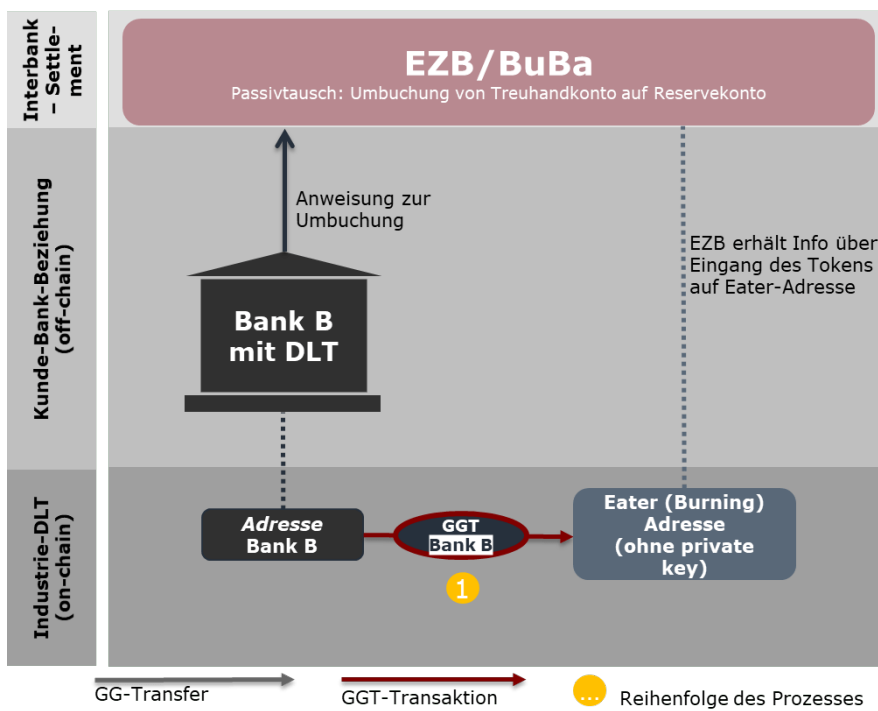 Interbank
– Settle-
ment
EZB/BuBa
Passivtausch: Umbuchung von Treuhandkonto auf Reservekonto
Kunde-Bank-Beziehung
(off-chain)
Anweisung zur
Umbuchung
EZB erhält Info über
Eingang des Tokens
auf Eater-Adresse
Bank B
mit DLT
Industrie-DLT
(on-chain)
Adresse
Bank B
GGT
Bank B
1
Eater (Burning)
Adresse
(ohne private
key)
GG-Transfer
GGT-Transaktion
...
Reihenfolge des Prozesses